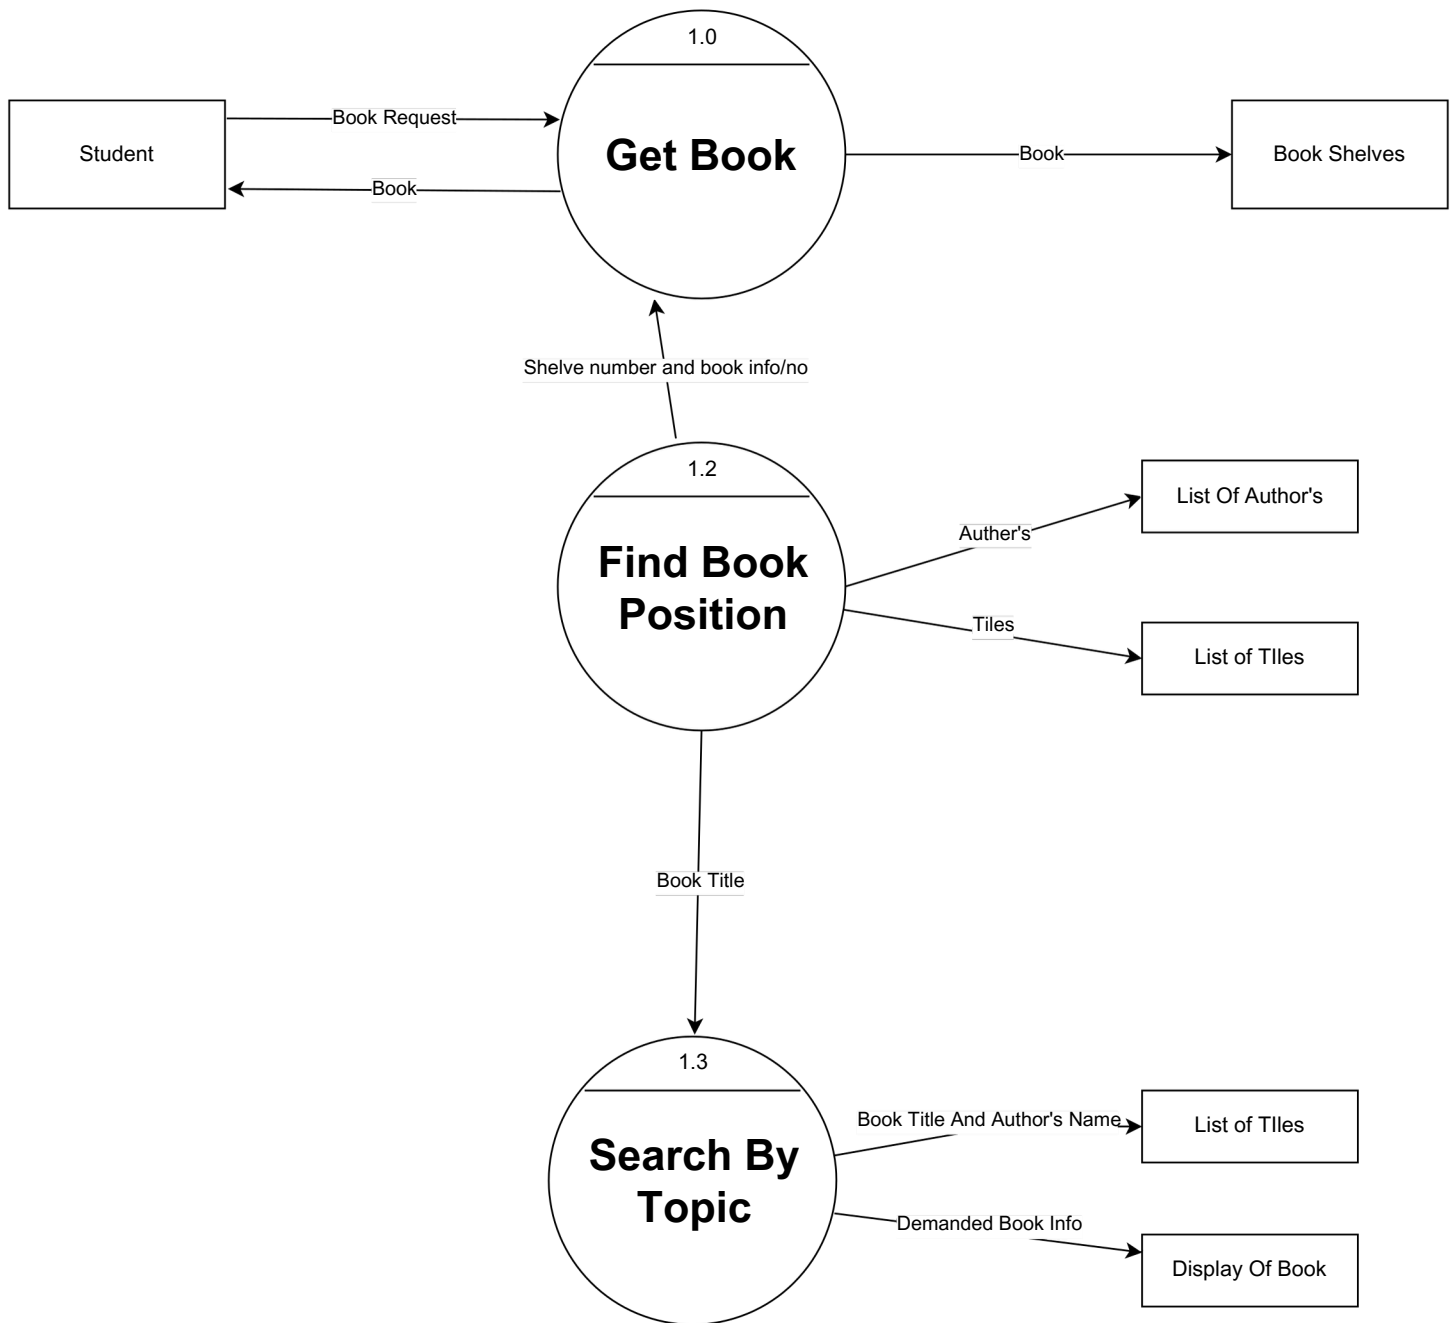 1.0
Student
Book Request
Get Book
Book
Book Shelves
Book
Shelve number and book info/no
1.2
List Of Author's
Auther's
Find Book
Position
Tiles
List of TIles
Book Title
1.3
Book Title And Author's Name
List of TIles
Search By
Topic
Demanded Book Info
Display Of Book